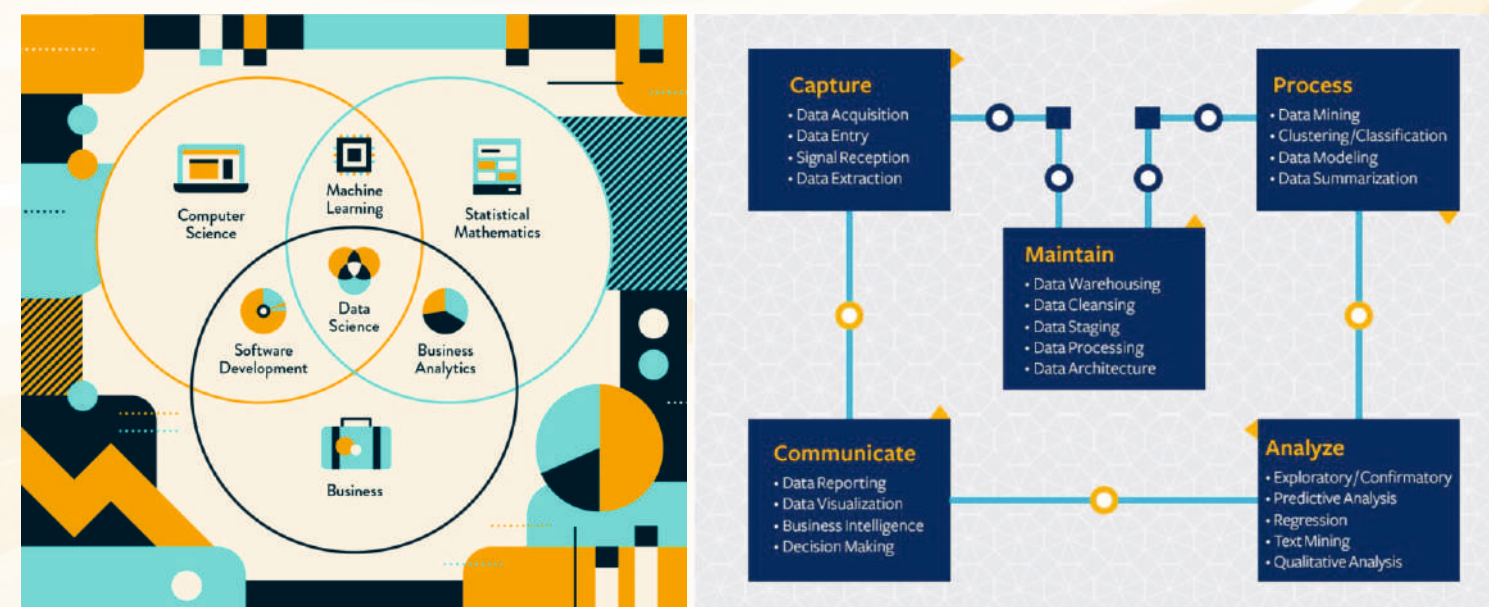 Computer
Science
Machine
Learning
Statistical
Mathematics
Data
Science
Software
Development
Business
Analytics
Business
Capture
• Data Acquisition
• Data Entry
• Signal Reception
• Data Extraction
Process
• Data Mining
• Clustering/Classification
• Data Modeling
• Data Summarization
Maintain
• Data Warehousing
• Data Cleansing
• Data Staging
• Data Processing
• Data Architecture
Communicate
• Data Reporting
• Data Visualization
• Business Intelligence
• Decision Making
Analyze
• Exploratory/Confirmatory
• Predictive Analysis
• Regression
• Text Mining
• Qualitative Analysis